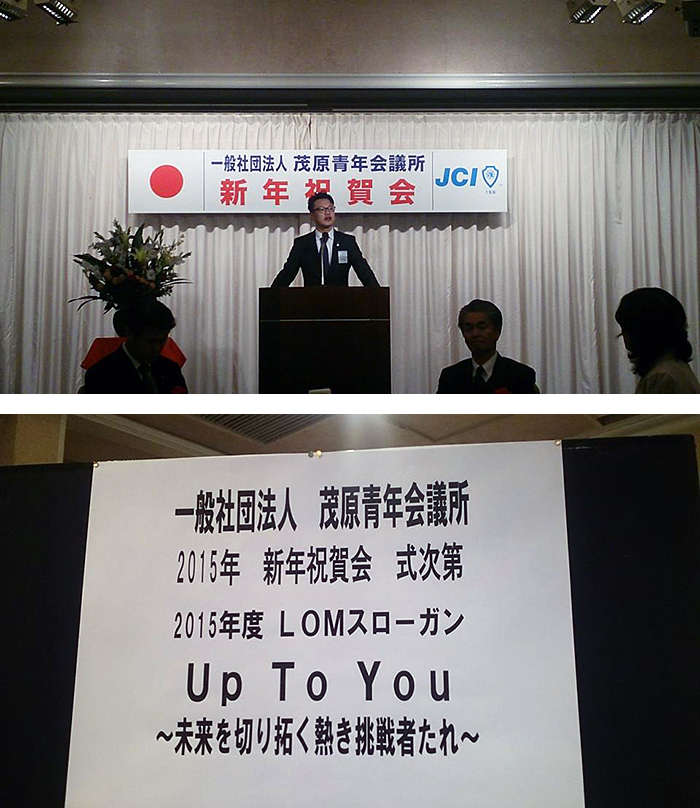 一般社団法人 茂原青年会議所
新年祝賀会
JCI
一般社団法人 茂原青年会議所
2015年 新年祝賀会 式次第
2015年度 LOMスローガン
Up To You
～未来を切り拓く熱き挑戦者たれ～